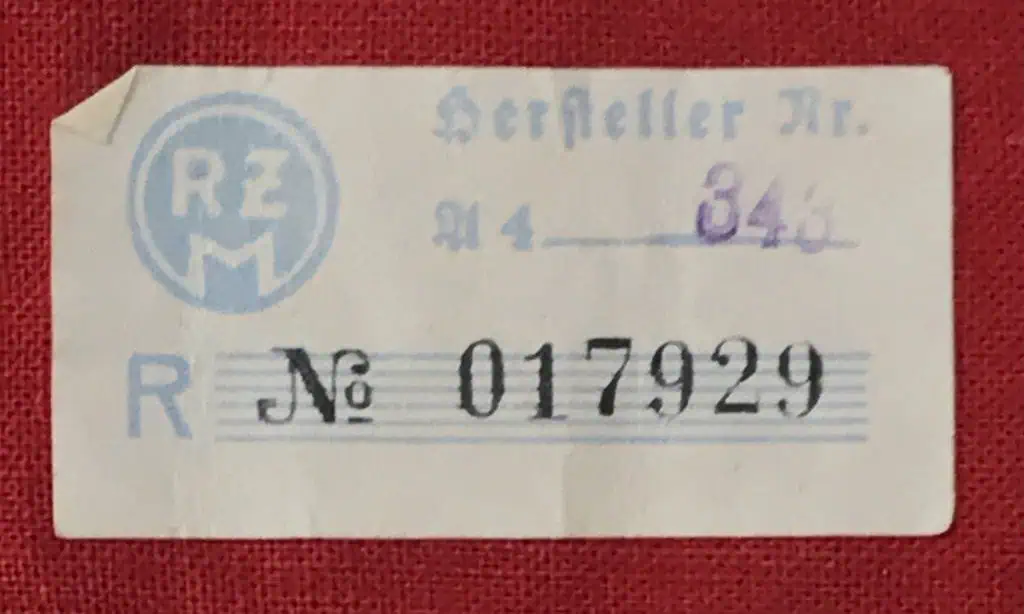 RZM
Hersteller Nr.
A 4 343
R № 017929